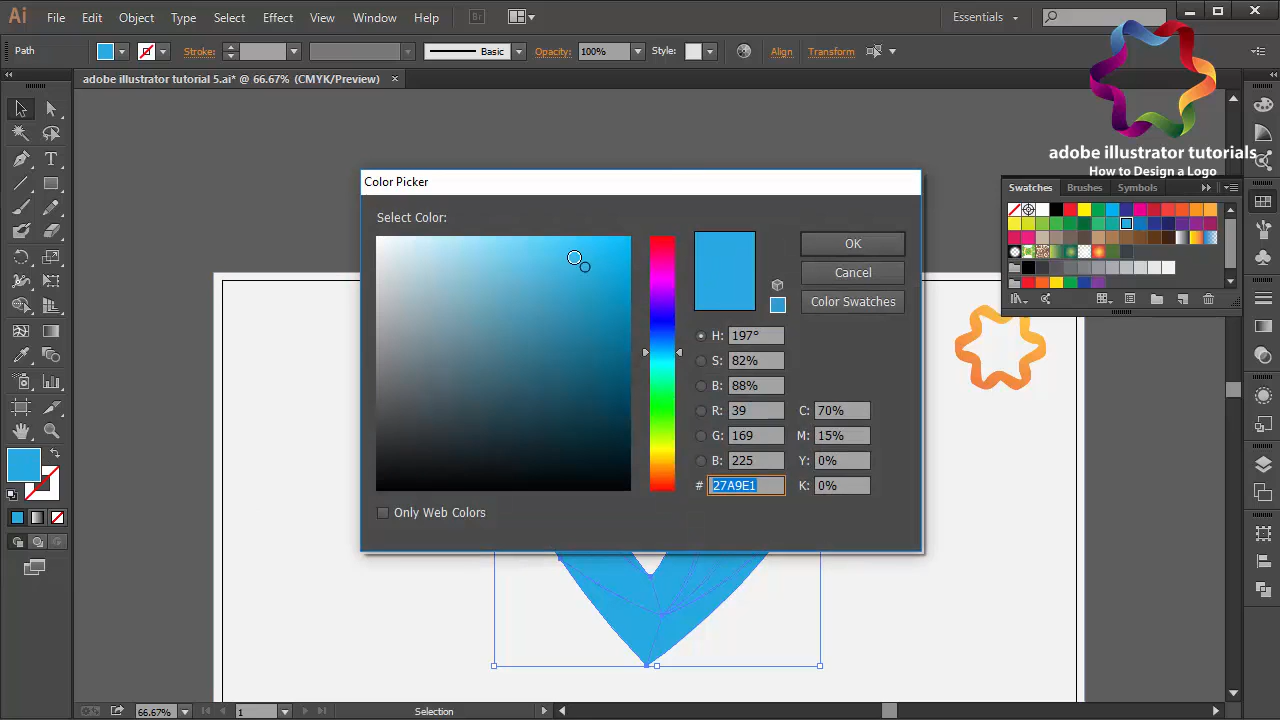 Ai File Edit Object Type Select Effect View Window Help Br Essentials
Path Stroke: Basic Opacity: 100% Style: Align Transform
adobe illustrator tutorial 5.ai* @ 66.67% (CMYK/Preview)
adobe illustrator tutorials
How to Design a Logo
Swatches Brushes Symbols
Color Picker
Select Color:
OK
Cancel
Color Swatches
H: 197°
S: 82%
B: 88%
R: 39 C: 70%
G: 169 M: 15%
B: 225 Y: 0%
# 27A9E1 K: 0%
Only Web Colors
T
66.67% 1 Selection